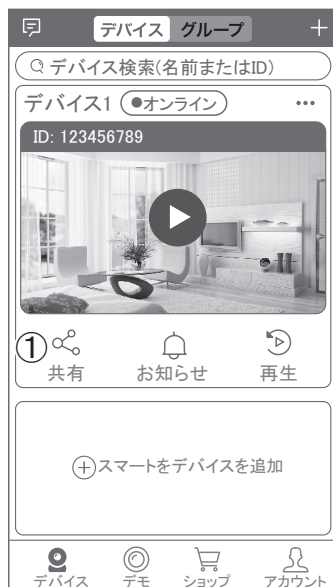 デバイス グループ
デバイス検索(名前またはID)
デバイス1 ●オンライン ...
ID: 123456789
①
共有 お知らせ 再生
スマートをデバイスを追加
デバイス デモ ショップ アカウント